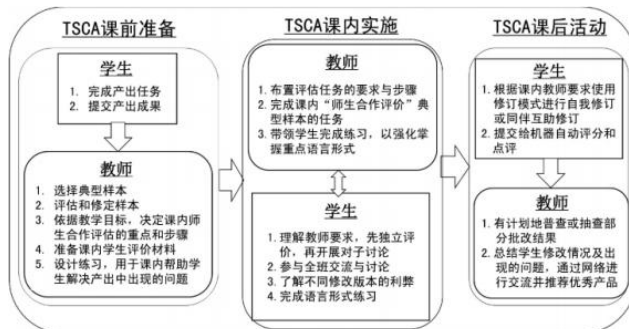 TSCA课前准备
学生
1. 完成产出任务
2. 提交产出成果
教师
1. 选择典型样本
2. 评估和修定样本
3. 依据教学目标，决定课内师
生合作评估的重点和步骤
4. 准备课内学生评价材料
5. 设计练习，用于课内帮助学
生解决产出中出现的问题
TSCA课内实施
教师
1. 布置评估任务的要求与步骤
2. 完成课内“师生合作评价”典
型样本的任务
3. 带领学生完成练习，以强化掌
握重点语言形式
学生
1. 理解教师要求，先独立评
价，再开展对子讨论
2. 参与全班交流与讨论
3. 了解不同修改版本的利弊
4. 完成语言形式练习
TSCA课后活动
学生
1. 根据课内教师要求使用
修订模式进行自我修订
或同伴互助修订
2. 提交给机器自动评分和
点评
教师
1. 有计划地普查或抽查部
分批改结果
2. 总结学生修改情况及出
现的问题，通过网络进
行交流并推荐优秀产品